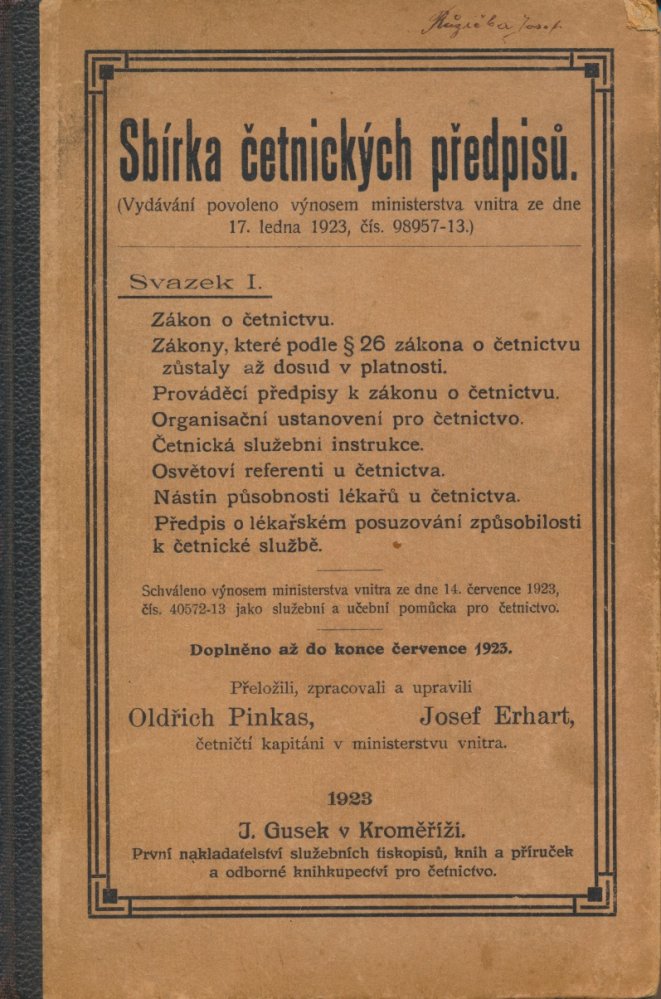 Růžička Josef
Sbírka četnických předpisů.
(Vydávání povoleno výnosem ministerstva vnitra ze dne
17. ledna 1923, čís. 98957-13.)
Svazek I.
Zákon o četnictvu.
Zákony, které podle § 26 zákona o četnictvu
zůstaly až dosud v platnosti.
Prováděcí předpisy k zákonu o četnictvu.
Organisační ustanovení pro četnictvo.
Četnická služební instrukce.
Osvětoví referenti u četnictva.
Nástin působnosti lékařů u četnictva.
Předpis o lékařském posuzování způsobilosti
k četnické službě.
Schváleno výnosem ministerstva vnitra ze dne 14. července 1923,
čís. 40572-13 jako služební a učební pomůcka pro četnictvo.
Doplněno až do konce července 1923.
Přeložili, zpracovali a upravili
Oldřich Pinkas, Josef Erhart,
četničtí kapitáni v ministerstvu vnitra.
1923
J. Gusek v Kroměříži.
První nakladatelství služebních tiskopisů, knih a příruček
a odborné knihkupectví pro četnictvo.